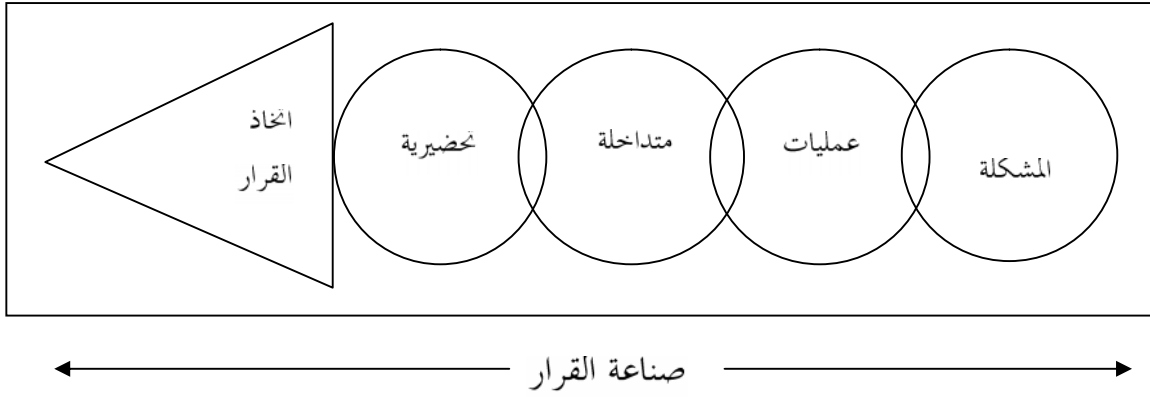 المشكلة
عمليات
متداخلة
تحضيرية
اتخاذ
القرار
صناعة القرار